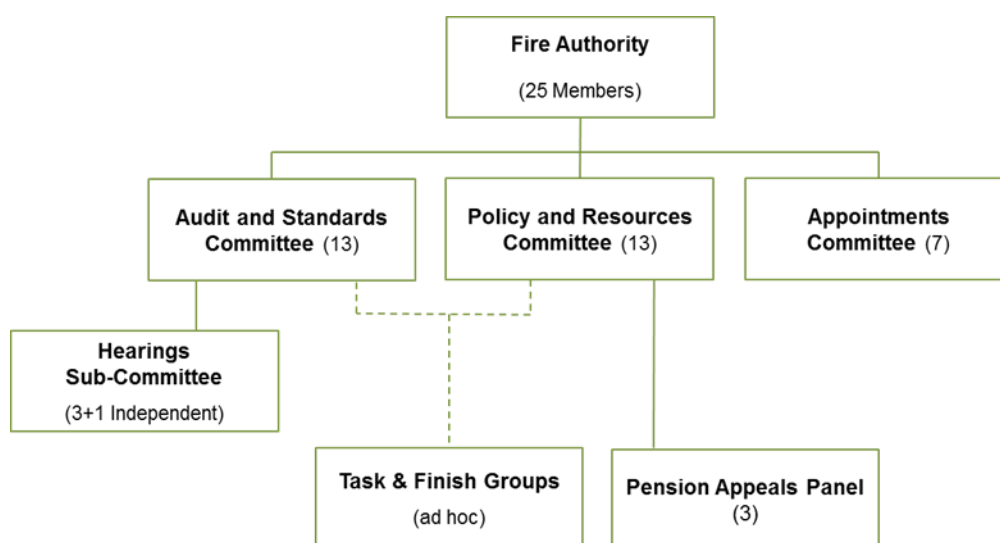 Fire Authority
(25 Members)
Audit and Standards
Committee (13)
Policy and Resources
Committee (13)
Appointments
Committee (7)
Hearings
Sub-Committee
(3+1 Independent)
Task & Finish Groups
(ad hoc)
Pension Appeals Panel
(3)